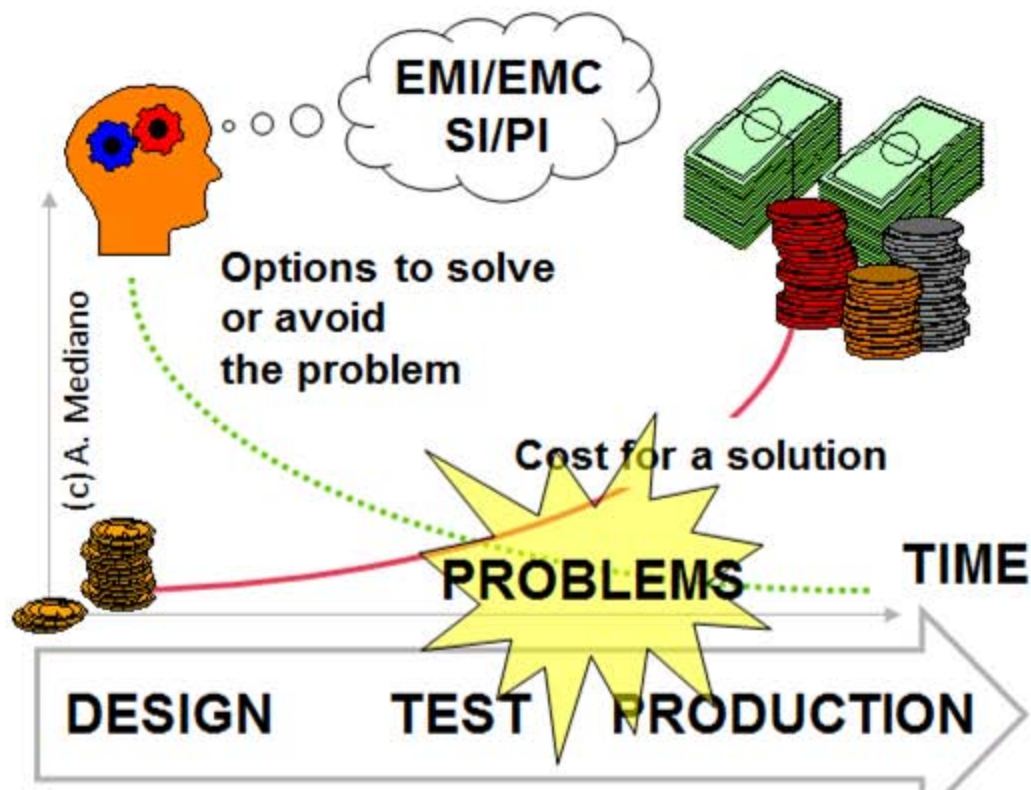 EMI/EMC
SI/PI
Options to solve
or avoid
the problem
(c) A. Mediano
Cost for a solution
PROBLEMS
TIME
DESIGN TEST PRODUCTION